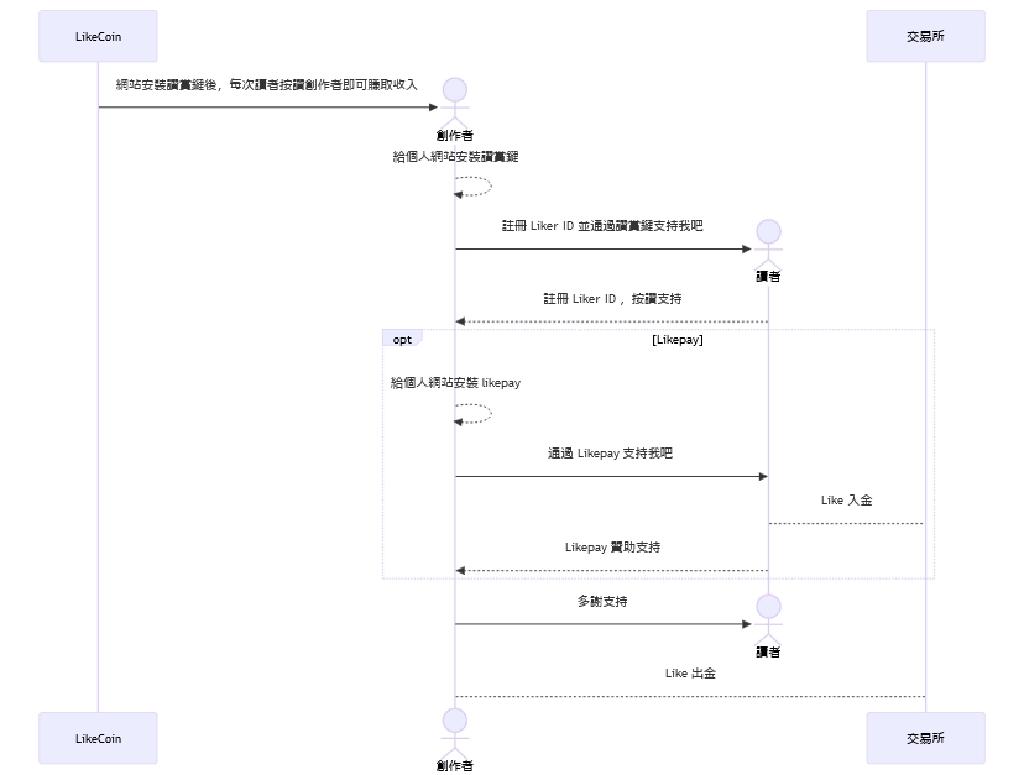 LikeCoin
交易所
網站安裝讚賞鍵後，每次讀者按讚創作者即可賺取收入
創作者
給個人網站安裝讚賞鍵
註冊 Liker ID 並通過讚賞鍵支持我吧
讀者
註冊 Liker ID ，按讚支持
opt
[Likepay]
給個人網站安裝 likepay
通過 Likepay 支持我吧
Like 入金
Likepay 贊助支持
多謝支持
讀者
Like 出金
LikeCoin
交易所
創作者